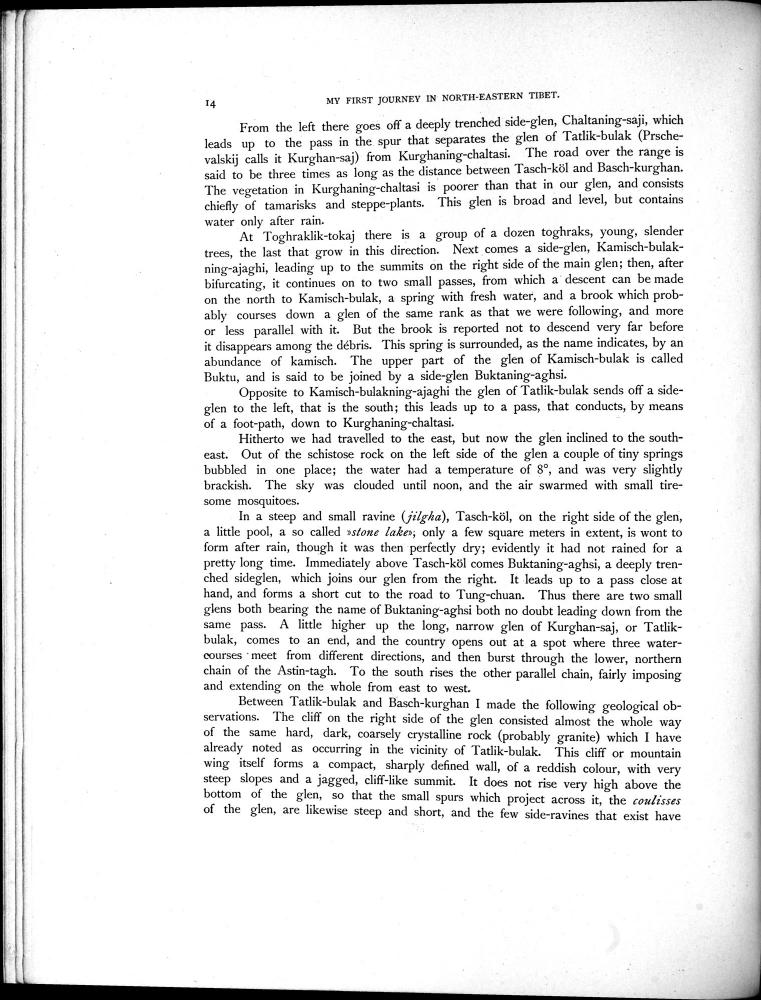 14
MY FIRST JOURNEY IN NORTH-EASTERN TIBET.
From the left there goes off a deeply trenched side-glen, Chaltaning-saji, which
leads up to the pass in the spur that separates the glen of Tatlik-bulak (Prsche-
valskij calls it Kurghan-saj) from Kurghaning-chaltasi. The road over the range is
said to be three times as long as the distance between Tasch-köl and Basch-kurghan.
The vegetation in Kurghaning-chaltasi is poorer than that in our glen, and consists
chiefly of tamarisks and steppe-plants. This glen is broad and level, but contains
water only after rain.
At Toghraklik-tokaj there is a group of a dozen toghraks, young, slender
trees, the last that grow in this direction. Next comes a side-glen, Kamisch-bulak-
ning-ajaghi, leading up to the summits on the right side of the main glen; then, after
bifurcating, it continues on to two small passes, from which a descent can be made
on the north to Kamisch-bulak, a spring with fresh water, and a brook which prob-
ably courses down a glen of the same rank as that we were following, and more
or less parallel with it. But the brook is reported not to descend very far before
it disappears among the débris. This spring is surrounded, as the name indicates, by an
abundance of kamisch. The upper part of the glen of Kamisch-bulak is called
Buktu, and is said to be joined by a side-glen Buktaning-aghsi.
Opposite to Kamisch-bulakning-ajaghi the glen of Tatlik-bulak sends off a side-
glen to the left, that is the south; this leads up to a pass, that conducts, by means
of a foot-path, down to Kurghaning-chaltasi.
Hitherto we had travelled to the east, but now the glen inclined to the south-
east. Out of the schistose rock on the left side of the glen a couple of tiny springs
bubbled in one place; the water had a temperature of 8°, and was very slightly
brackish. The sky was clouded until noon, and the air swarmed with small tire-
some mosquitoes.
In a steep and small ravine (jilgha), Tasch-köl, on the right side of the glen,
a little pool, a so called »stone lake»; only a few square meters in extent, is wont to
form after rain, though it was then perfectly dry; evidently it had not rained for a
pretty long time. Immediately above Tasch-köl comes Buktaning-aghsi, a deeply tren-
ched sideglen, which joins our glen from the right. It leads up to a pass close at
hand, and forms a short cut to the road to Tung-chuan. Thus there are two small
glens both bearing the name of Buktaning-aghsi both no doubt leading down from the
same pass. A little higher up the long, narrow glen of Kurghan-saj, or Tatlik-
bulak, comes to an end, and the country opens out at a spot where three water-
courses meet from different directions, and then burst through the lower, northern
chain of the Astin-tagh. To the south rises the other parallel chain, fairly imposing
and extending on the whole from east to west.
Between Tatlik-bulak and Basch-kurghan I made the following geological ob-
servations. The cliff on the right side of the glen consisted almost the whole way
of the same hard, dark, coarsely crystalline rock (probably granite) which I have
already noted as occurring in the vicinity of Tatlik-bulak. This cliff or mountain
wing itself forms a compact, sharply defined wall, of a reddish colour, with very
steep slopes and a jagged, cliff-like summit. It does not rise very high above the
bottom of the glen, so that the small spurs which project across it, the coulisses
of the glen, are likewise steep and short, and the few side-ravines that exist have